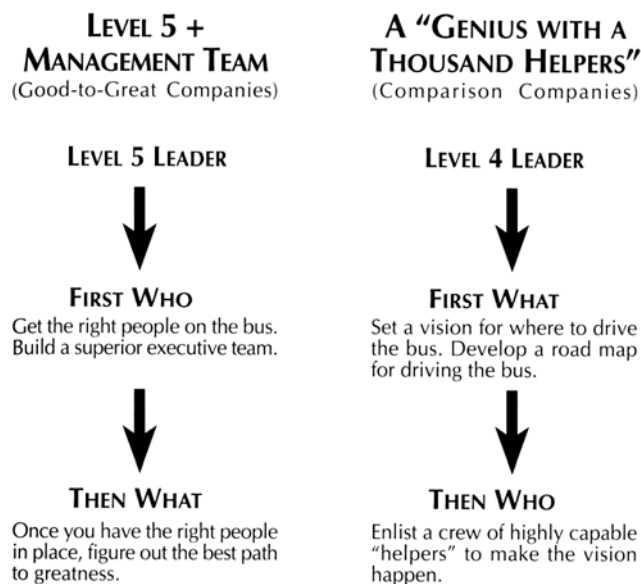 LEVEL 5 +
MANAGEMENT TEAM
(Good-to-Great Companies)
LEVEL 5 LEADER
FIRST WHO
Get the right people on the bus.
Build a superior executive team.
THEN WHAT
Once you have the right people
in place, figure out the best path
to greatness.
A “GENIUS WITH A
THOUSAND HELPERS”
(Comparison Companies)
LEVEL 4 LEADER
FIRST WHAT
Set a vision for where to drive
the bus. Develop a road map
for driving the bus.
THEN WHO
Enlist a crew of highly capable
“helpers” to make the vision
happen.